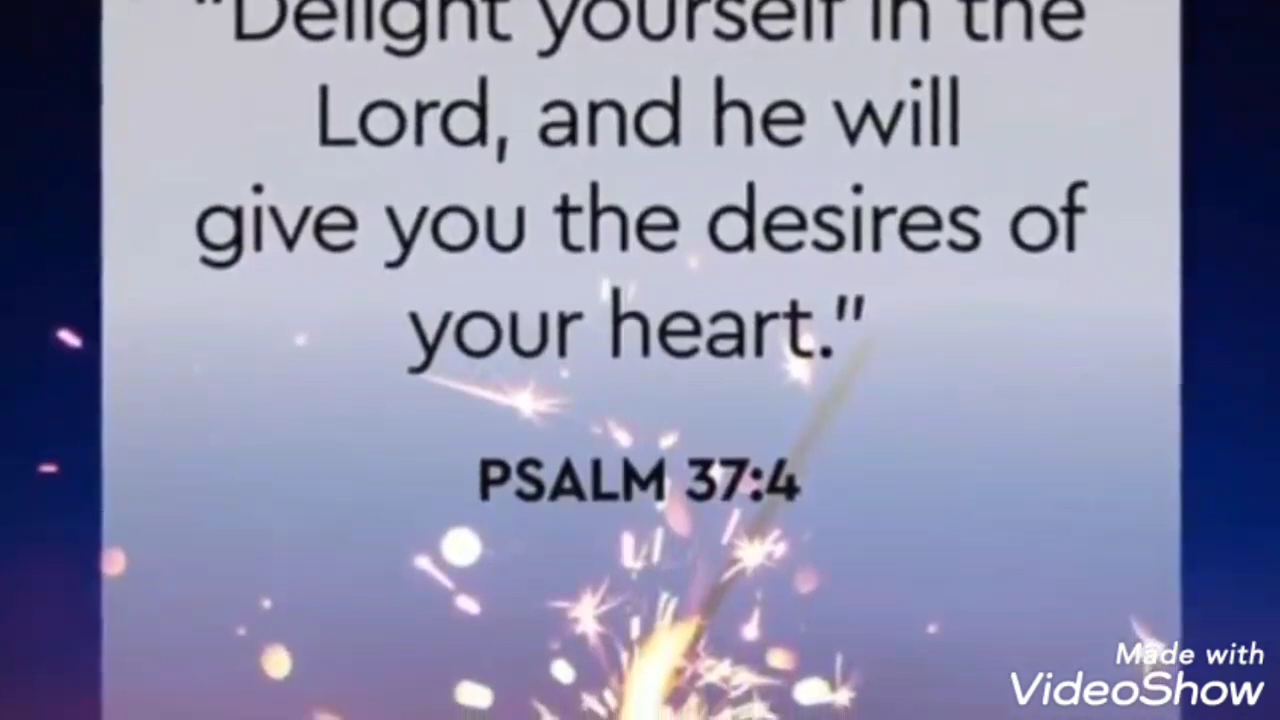 "Delight yourself in the
Lord, and he will
give you the desires of
your heart."
PSALM 37:4
Made with
VideoShow